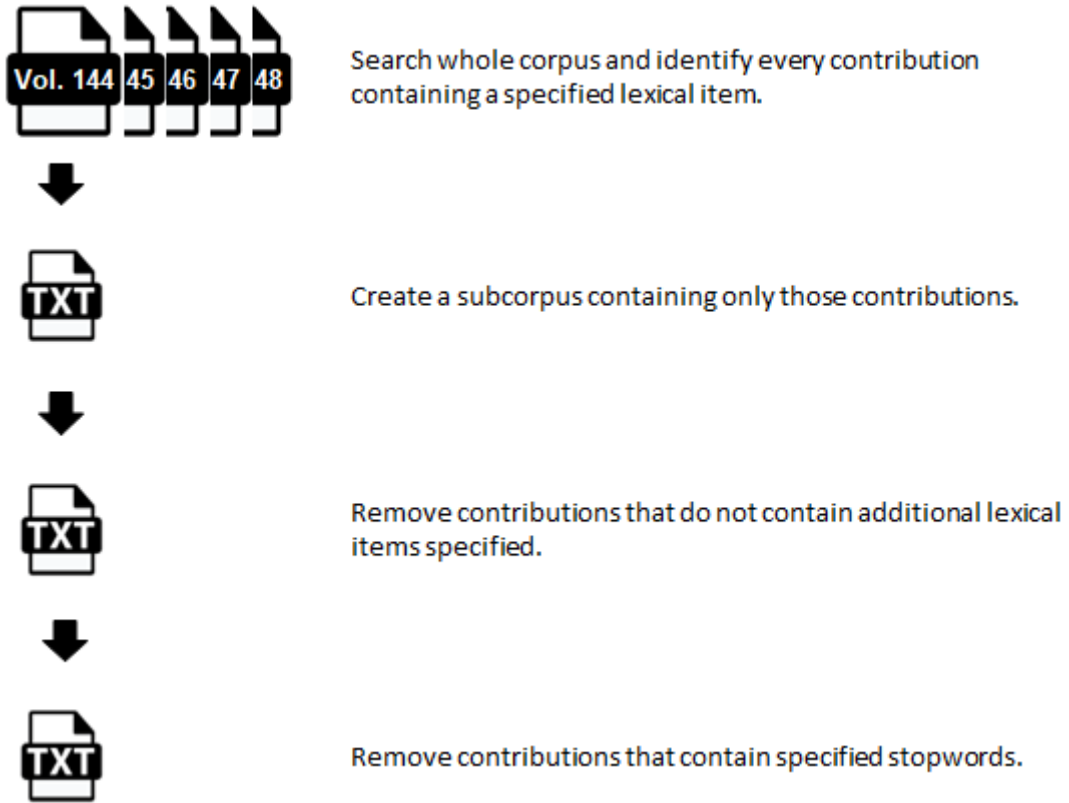 Vol. 144 45 46 47 48
Search whole corpus and identify every contribution
containing a specified lexical item.
TXT
Create a subcorpus containing only those contributions.
TXT
Remove contributions that do not contain additional lexical
items specified.
TXT
Remove contributions that contain specified stopwords.